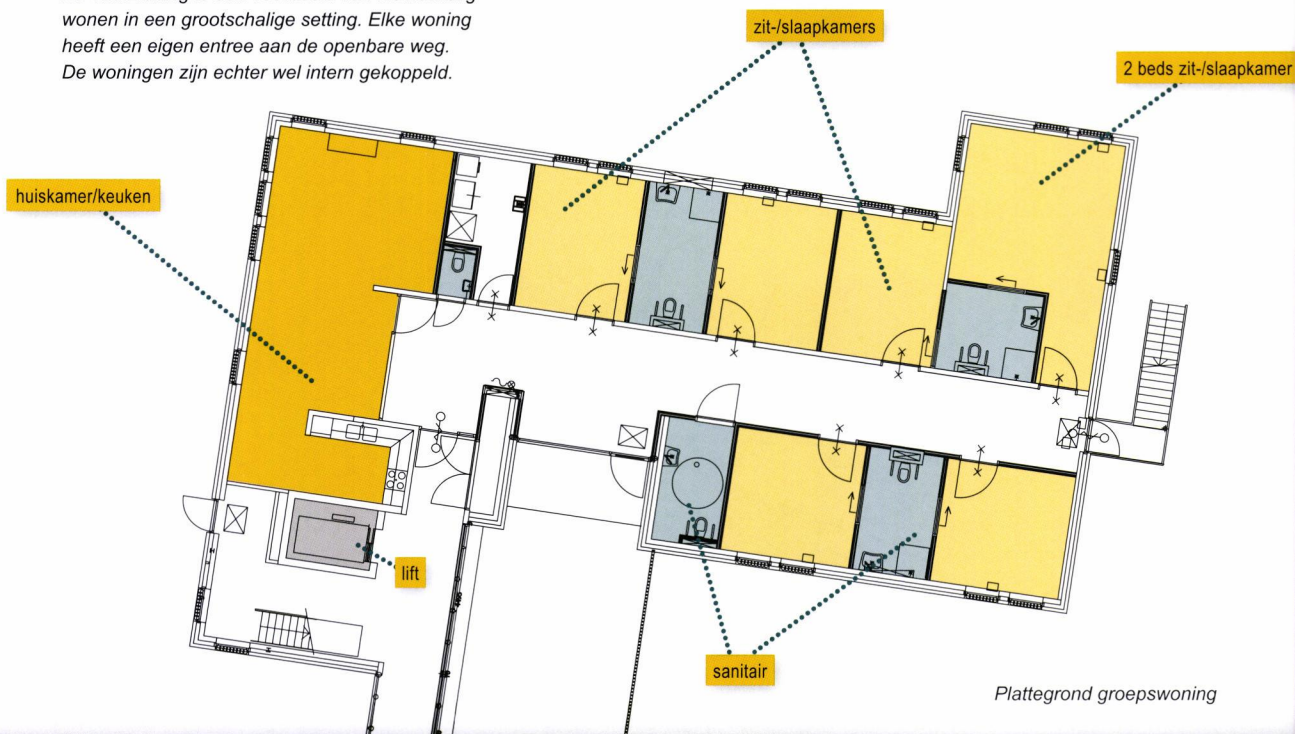 wonen in een grootschalige setting. Elke woning
heeft een eigen entree aan de openbare weg.
De woningen zijn echter wel intern gekoppeld.
zit-/slaapkamers
2 beds zit-/slaapkamer
huiskamer/keuken
lift
sanitair
Plattegrond groepswoning